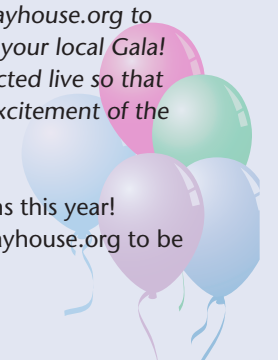 ayhouse.org to
your local Gala!
cted live so that
xcitement of the
ns this year!
ayhouse.org to be